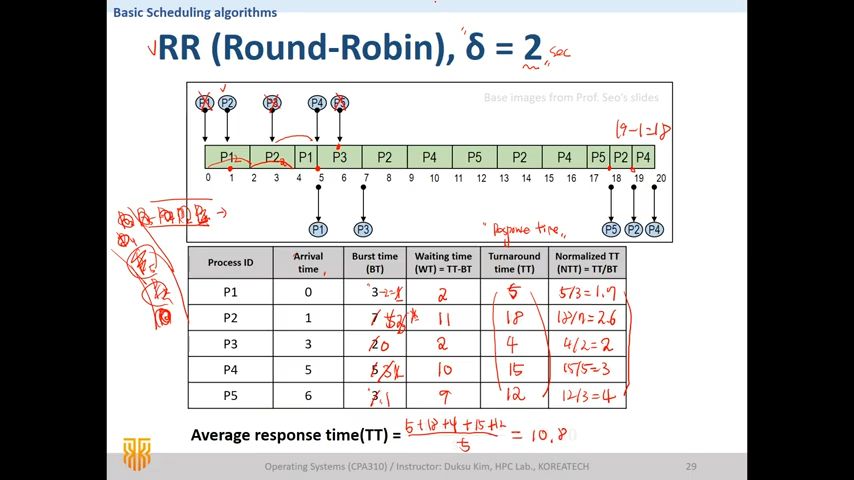 Basic Scheduling algorithms
RR (Round-Robin), δ = 2 sec
Base images from Prof. Seo's slides
P1 P2 P3 P4 P5
19-1=18
P1 P2 P1 P3 P2 P4 P5 P2 P4 P5 P2 P4
0 1 2 3 4 5 6 7 8 9 10 11 12 13 14 15 16 17 18 19 20
P1 P3 P5 P2 P4
"Response time"
Process ID Arrival time Burst time (BT) Waiting time (WT) = TT-BT Turnaround time (TT) Normalized TT (NTT) = TT/BT
P1 0 3 2 5 5/3=1.7
P2 1 7 11 18 18/7=2.6
P3 3 2 0 2 4 4/2=2
P4 5 5 3 10 15 15/5=3
P5 6 3 1 9 12 12/3=4
Average response time(TT) = 5+18+4+15+12 / 5 = 10.8
Operating Systems (CPA310) / Instructor: Duksu Kim, HPC Lab., KOREATECH 29